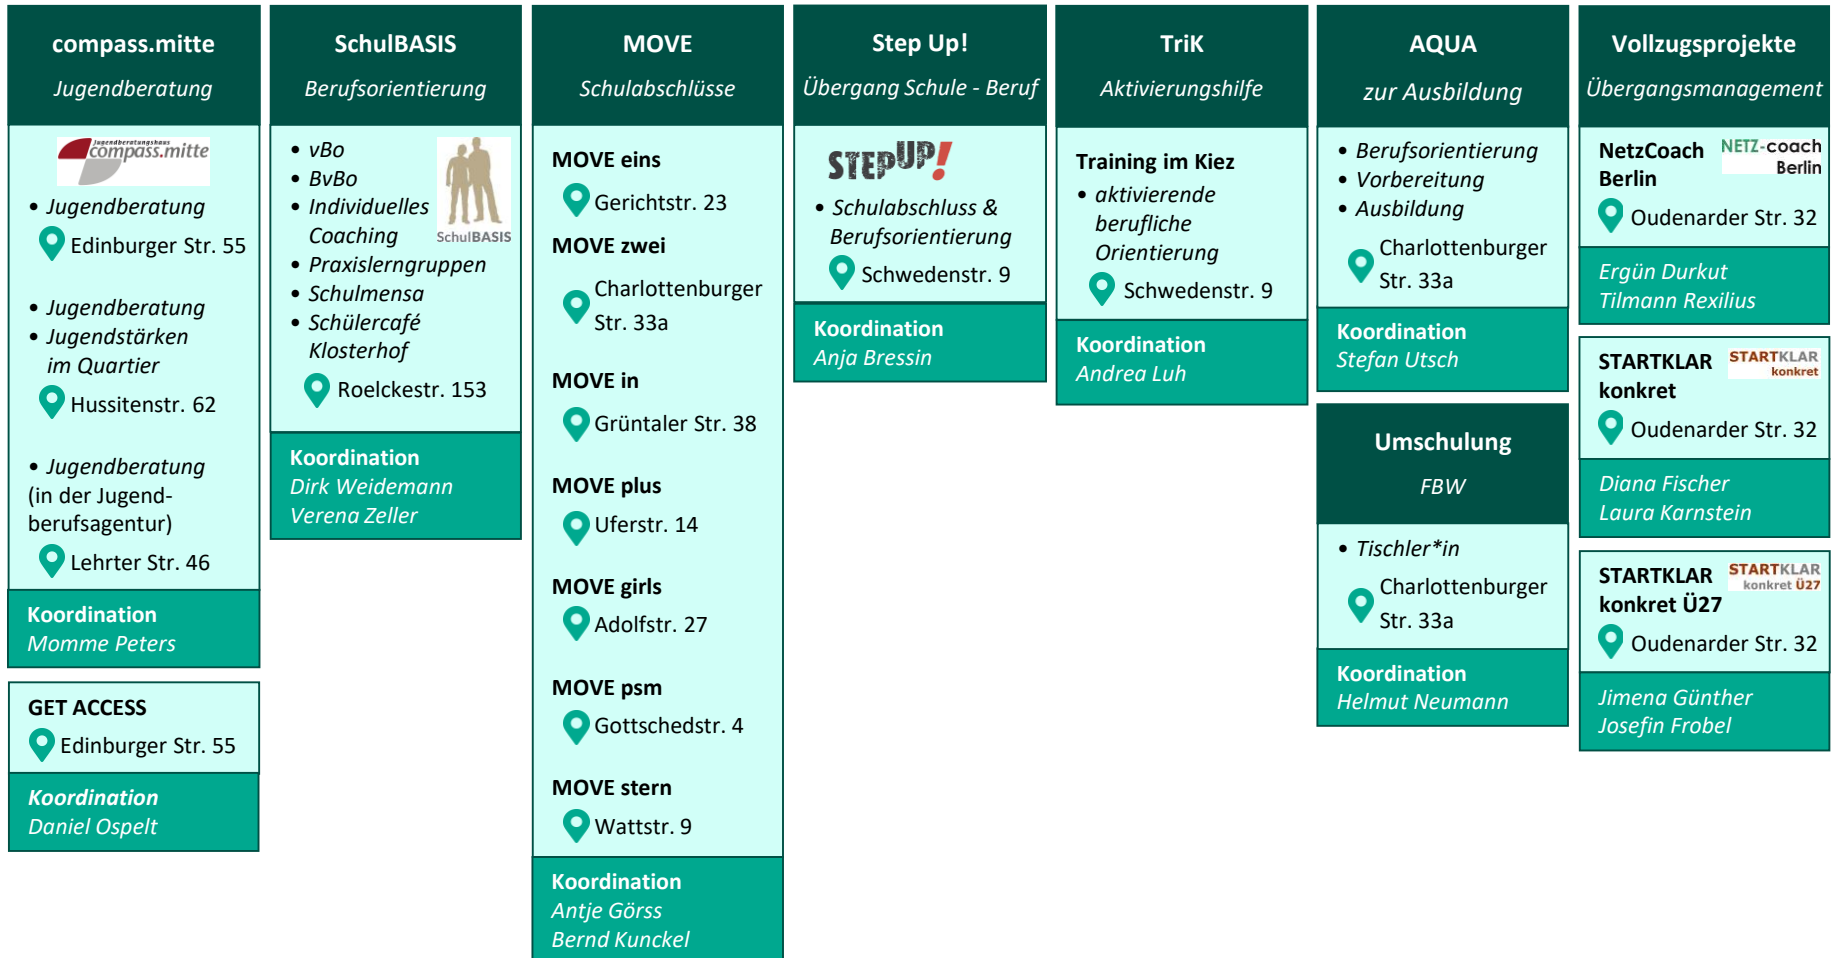 compass.mitte
Jugendberatung
Jugendberatungshaus
compass.mitte
• Jugendberatung
Edinburger Str. 55
• Jugendberatung
• Jugendstärken
im Quartier
Hussitenstr. 62
• Jugendberatung
(in der Jugend-
berufsagentur)
Lehrter Str. 46
Koordination
Momme Peters
GET ACCESS
Edinburger Str. 55
Koordination
Daniel Ospelt
SchulBASIS
Berufsorientierung
• vBo
• BvBo
• Individuelles
Coaching
• Praxislerngruppen
• Schulmensa
• Schülercafé
Klosterhof
SchulBASIS
Roelckestr. 153
Koordination
Dirk Weidemann
Verena Zeller
MOVE
Schulabschlüsse
MOVE eins
Gerichtstr. 23
MOVE zwei
Charlottenburger
Str. 33a
MOVE in
Grüntaler Str. 38
MOVE plus
Uferstr. 14
MOVE girls
Adolfstr. 27
MOVE psm
Gottschedstr. 4
MOVE stern
Wattstr. 9
Koordination
Antje Görss
Bernd Kunckel
Step Up!
Übergang Schule - Beruf
STEPUP!
• Schulabschluss &
Berufsorientierung
Schwedenstr. 9
Koordination
Anja Bressin
TriK
Aktivierungshilfe
Training im Kiez
• aktivierende
berufliche
Orientierung
Schwedenstr. 9
Koordination
Andrea Luh
AQUA
zur Ausbildung
• Berufsorientierung
• Vorbereitung
• Ausbildung
Charlottenburger
Str. 33a
Koordination
Stefan Utsch
Umschulung
FBW
• Tischler*in
Charlottenburger
Str. 33a
Koordination
Helmut Neumann
Vollzugsprojekte
Übergangsmanagement
NetzCoach
Berlin
NETZ-coach
Berlin
Oudenarder Str. 32
Ergün Durkut
Tilmann Rexilius
STARTKLAR
konkret
STARTKLAR
konkret
Oudenarder Str. 32
Diana Fischer
Laura Karnstein
STARTKLAR
konkret Ü27
STARTKLAR
konkret Ü27
Oudenarder Str. 32
Jimena Günther
Josefin Frobel